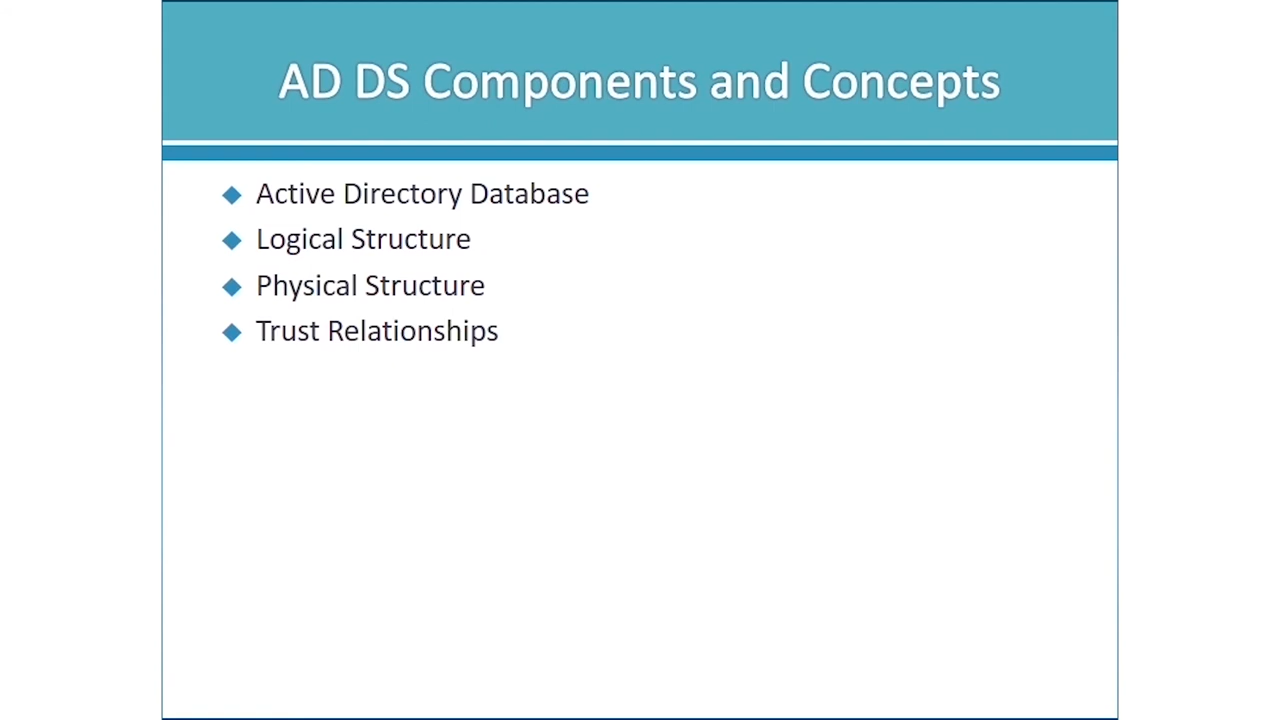 AD DS Components and Concepts
Active Directory Database
Logical Structure
Physical Structure
Trust Relationships